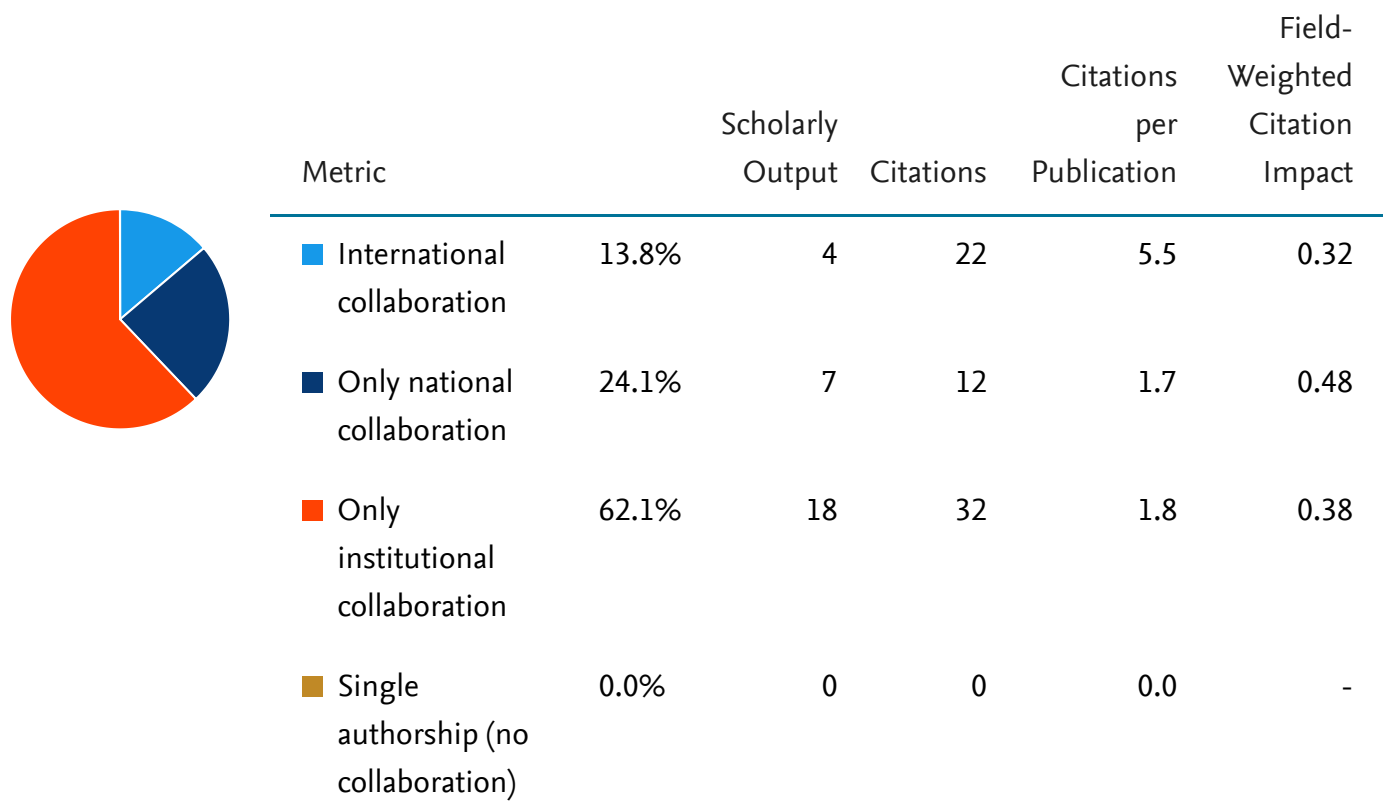 Field-
Citations Weighted
Scholarly per Citation
Metric Output Citations Publication Impact
International 13.8% 4 22 5.5 0.32
collaboration
Only national 24.1% 7 12 1.7 0.48
collaboration
Only 62.1% 18 32 1.8 0.38
institutional
collaboration
Single 0.0% 0 0 0.0 -
authorship (no
collaboration)